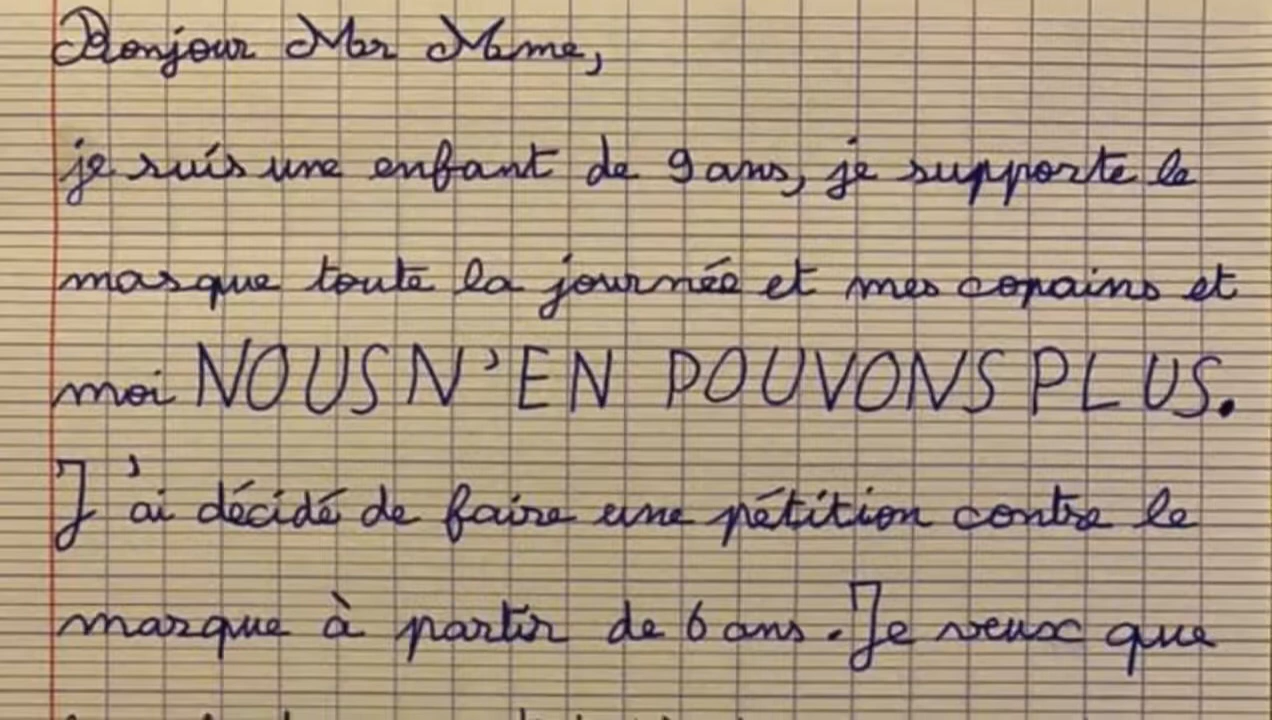 Bonjour Mar Mame,
je suis une enfant de 9 ans, je supporte le
masque toute la journée et mes copains et
moi NOUS N'EN POUVONS PLUS.
J'ai décidé de faire une pétition contre le
masque à partir de 6 ans. Je veux que